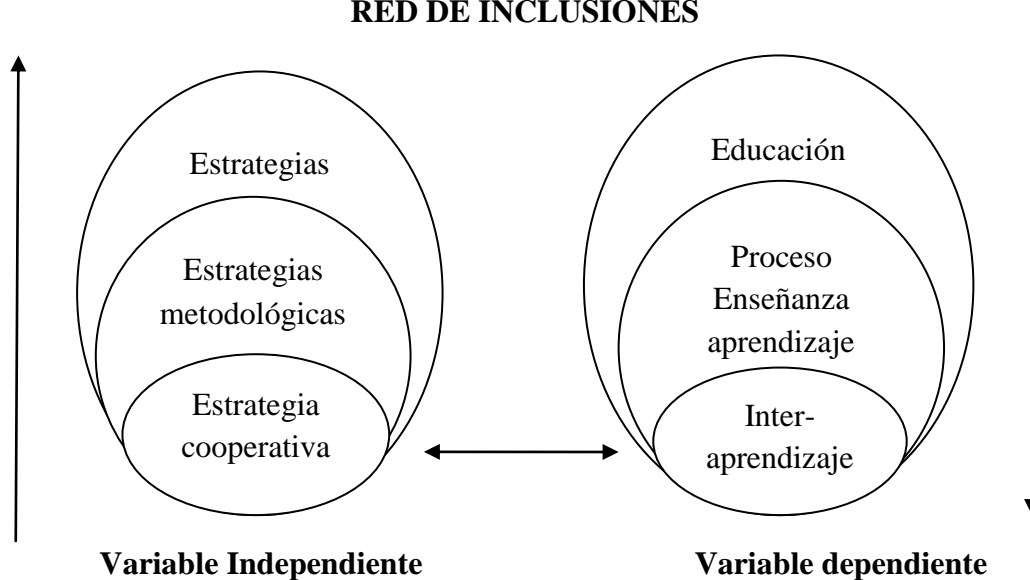 RED DE INCLUSIONES
Estrategias
Estrategias
metodológicas
Estrategia
cooperativa
Educación
Proceso
Enseñanza
aprendizaje
Inter-
aprendizaje
Variable Independiente
Variable dependiente